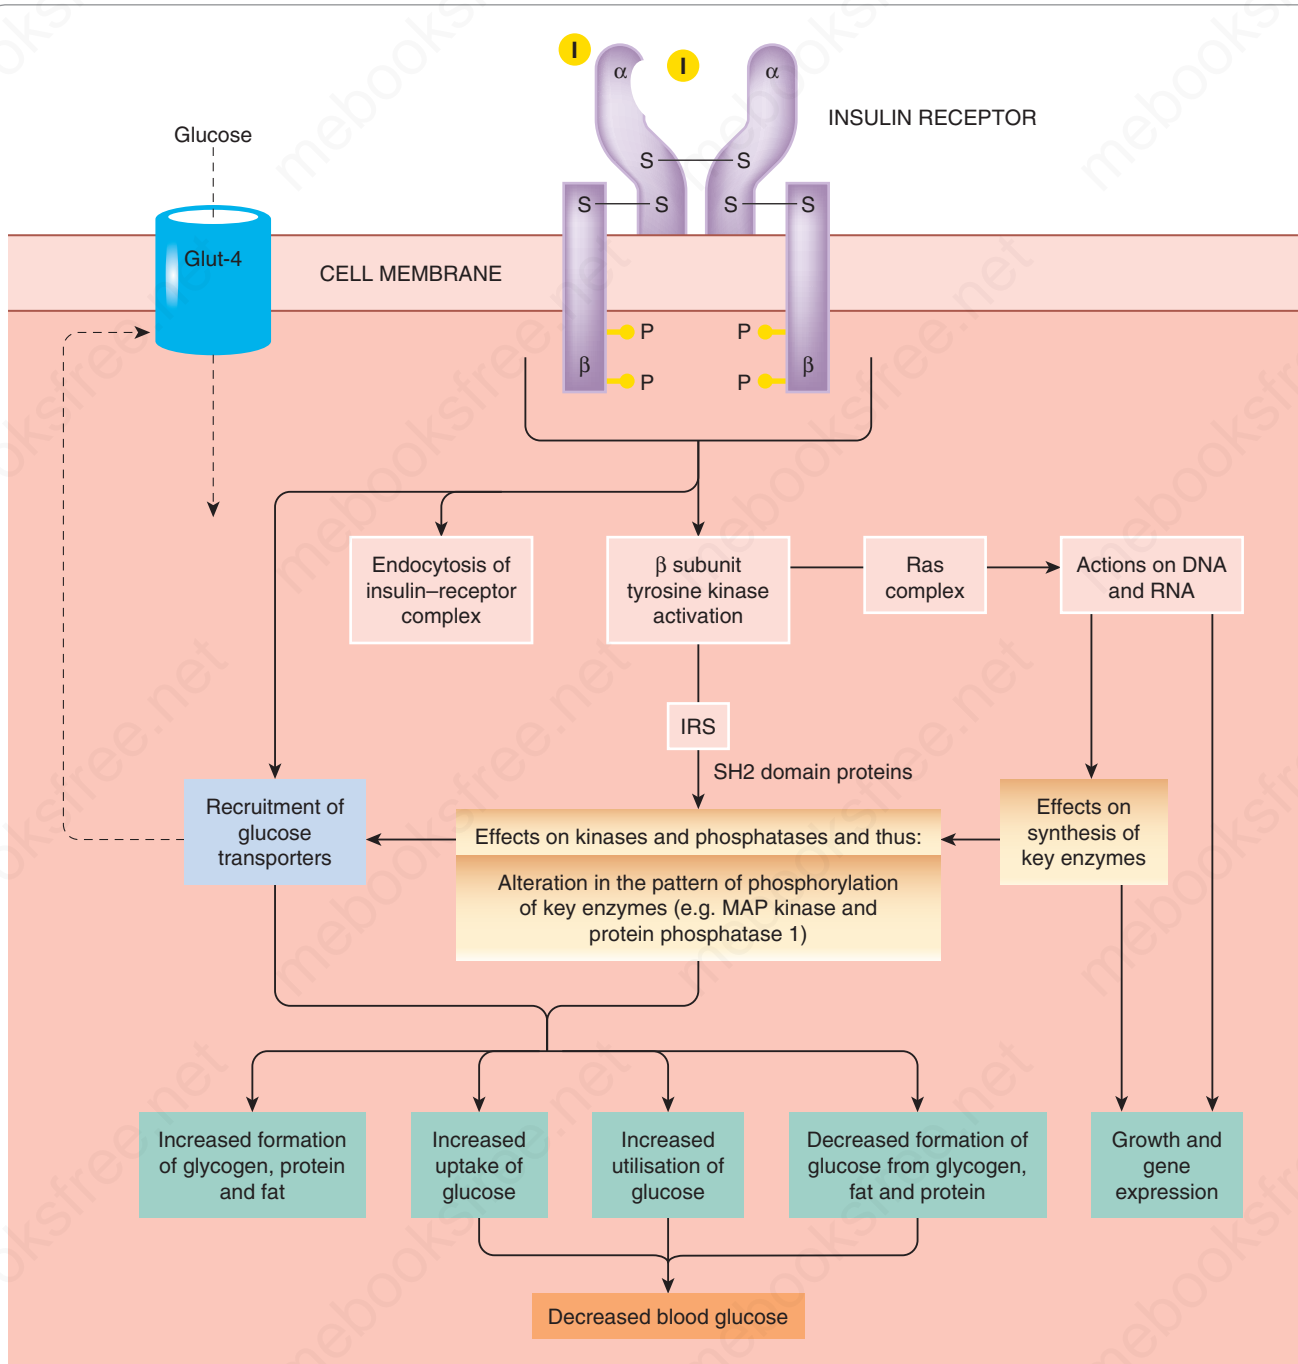 I
I
α
α
INSULIN RECEPTOR
Glucose
S
S
S
S
S
S
Glut-4
CELL MEMBRANE
P
P
β
β
P
P
Endocytosis of
insulin–receptor
complex
β subunit
tyrosine kinase
activation
Ras
complex
Actions on DNA
and RNA
IRS
SH2 domain proteins
Recruitment of
glucose
transporters
Effects on kinases and phosphatases and thus:
Alteration in the pattern of phosphorylation
of key enzymes (e.g. MAP kinase and
protein phosphatase 1)
Effects on
synthesis of
key enzymes
Increased formation
of glycogen, protein
and fat
Increased
uptake of
glucose
Increased
utilisation of
glucose
Decreased formation of
glucose from glycogen,
fat and protein
Growth and
gene
expression
Decreased blood glucose
mebooksfree.net